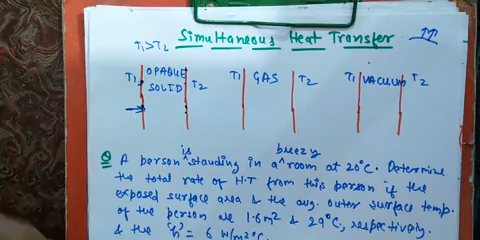 Simultaneous Heat Transfer
T₁>T₂
T₁ OPAQUE SOLID T₂ T₁ GAS T₂ T₁ VACUUM T₂
is breezy
Q A person ^ standing in a ^ room at 20°C. Determine
the total rate of H.T from this person if the
exposed surface area & the avg. outer surface temp.
of the person are 1.6m² & 29°C, respectively
& the 'h' = 6 W/m²°C.